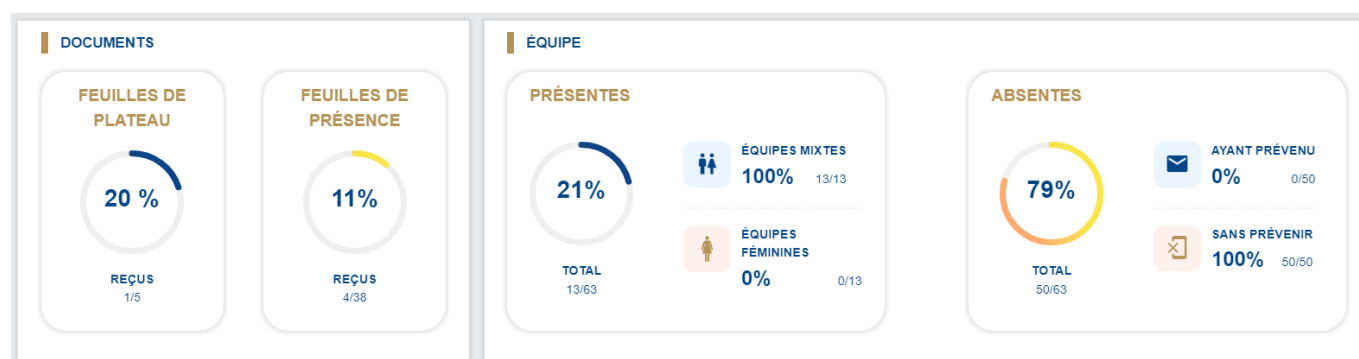 DOCUMENTS
FEUILLES DE
PLATEAU
20 %
REÇUS
1/5
FEUILLES DE
PRÉSENCE
11%
REÇUS
4/38
ÉQUIPE
PRÉSENTES
21%
TOTAL
13/63
ÉQUIPES MIXTES
100% 13/13
ÉQUIPES
FÉMININES
0% 0/13
ABSENTES
79%
TOTAL
50/63
AYANT PRÉVENU
0% 0/50
SANS PRÉVENIR
100% 50/50